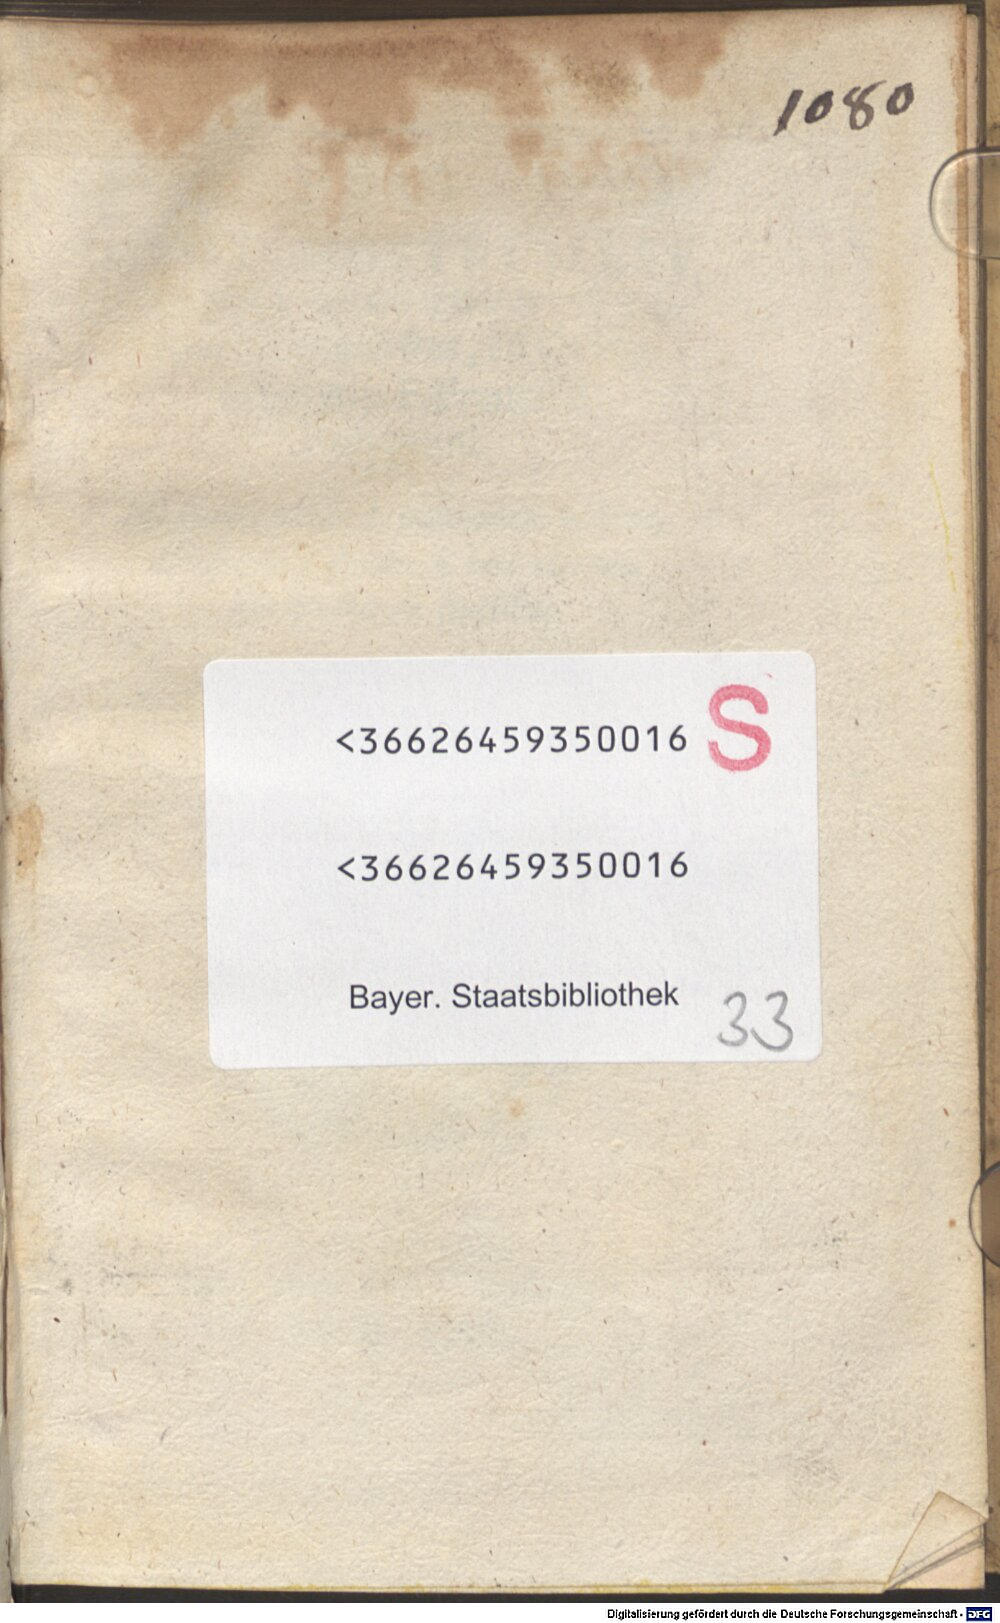 1080
<36626459350016 S
<36626459350016
Bayer. Staatsbibliothek 33
Digitalisierung gefördert durch die Deutsche Forschungsgemeinschaft - DFG